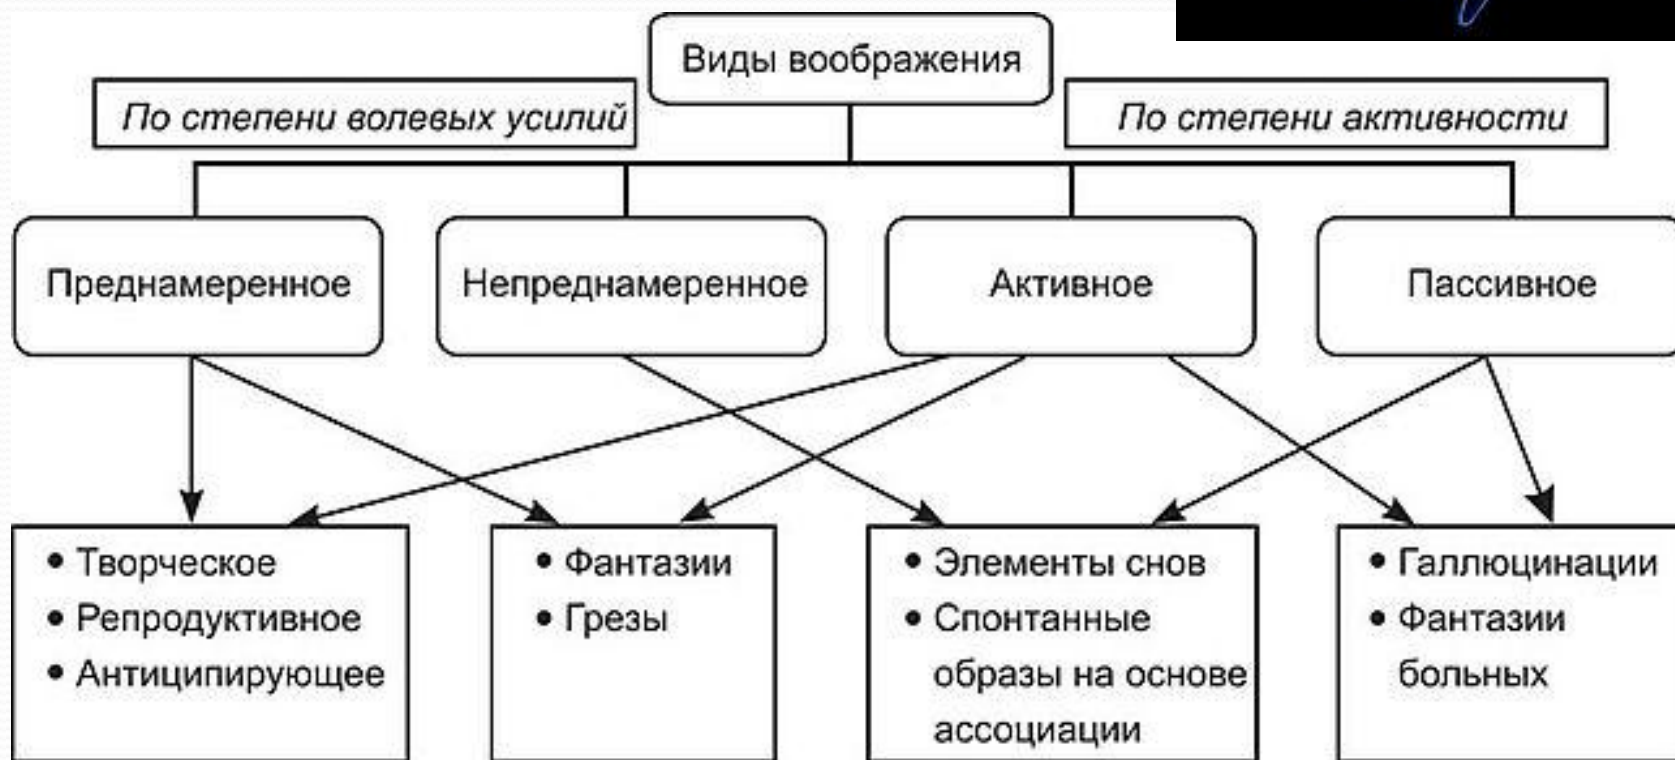 Виды воображения
По степени волевых усилий
По степени активности
Преднамеренное
Непреднамеренное
Активное
Пассивное
• Творческое
• Репродуктивное
• Антиципирующее
• Фантазии
• Грезы
• Элементы снов
• Спонтанные
образы на основе
ассоциации
• Галлюцинации
• Фантазии
больных